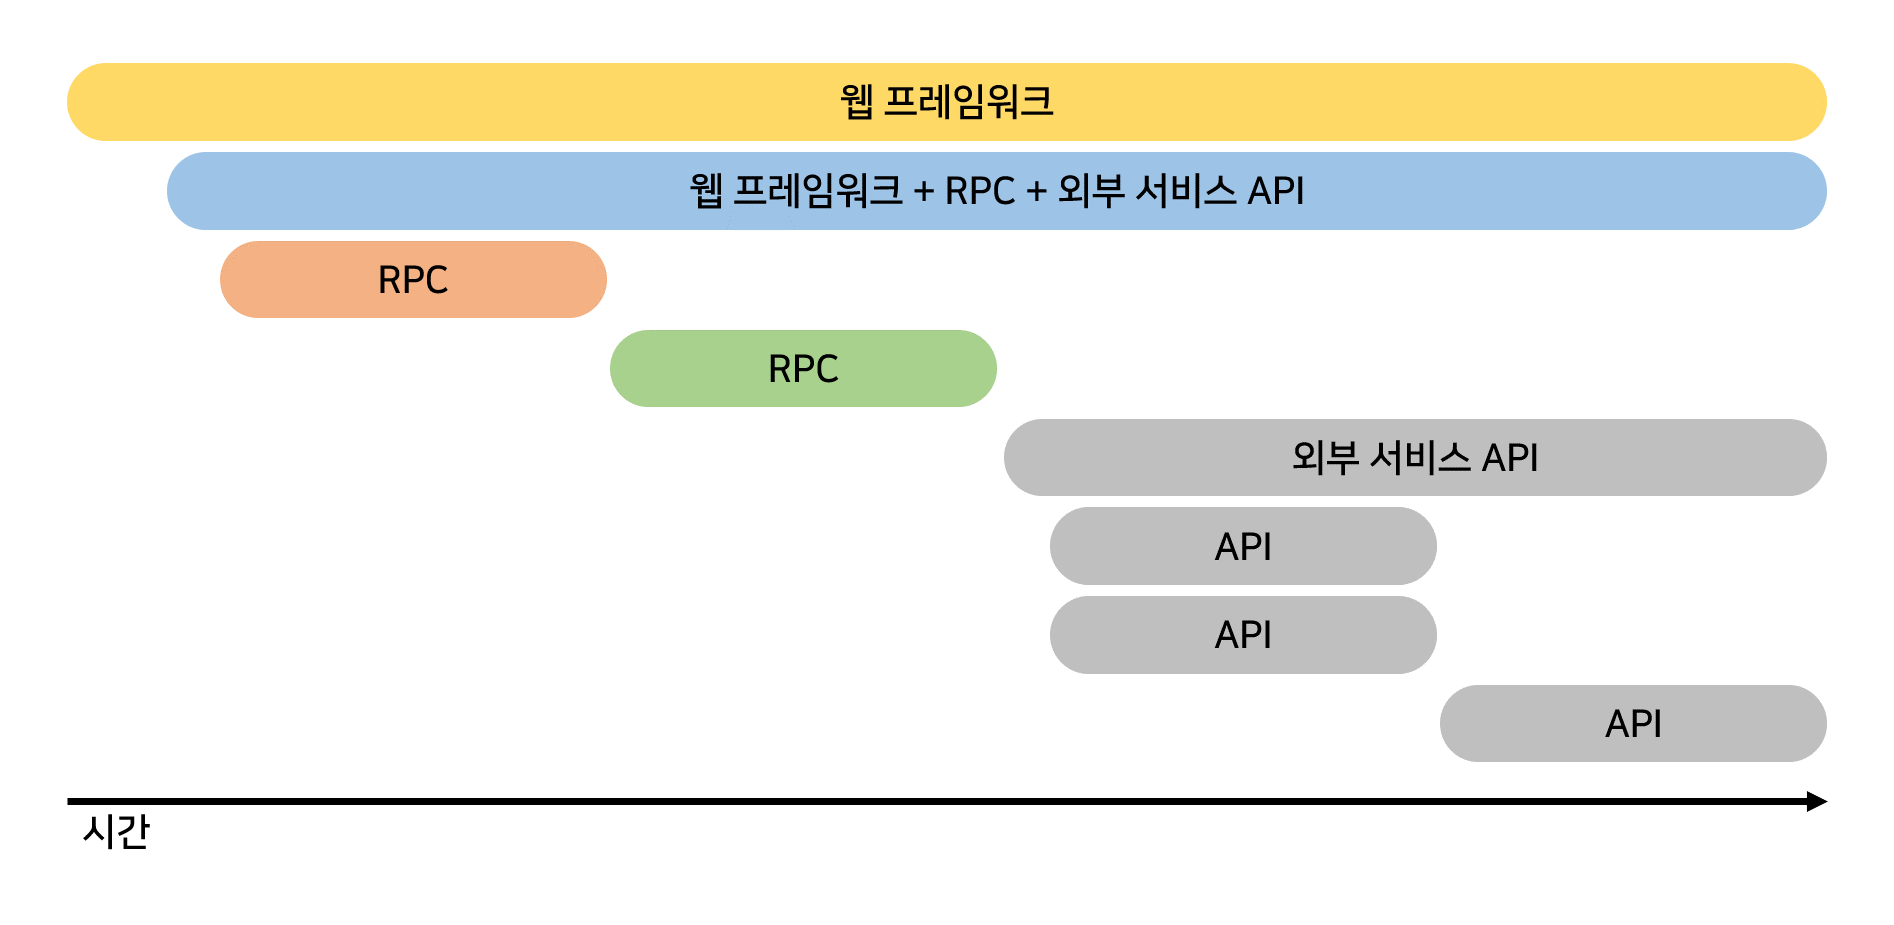 웹 프레임워크
웹 프레임워크 + RPC + 외부 서비스 API
RPC
RPC
외부 서비스 API
API
API
API
시간